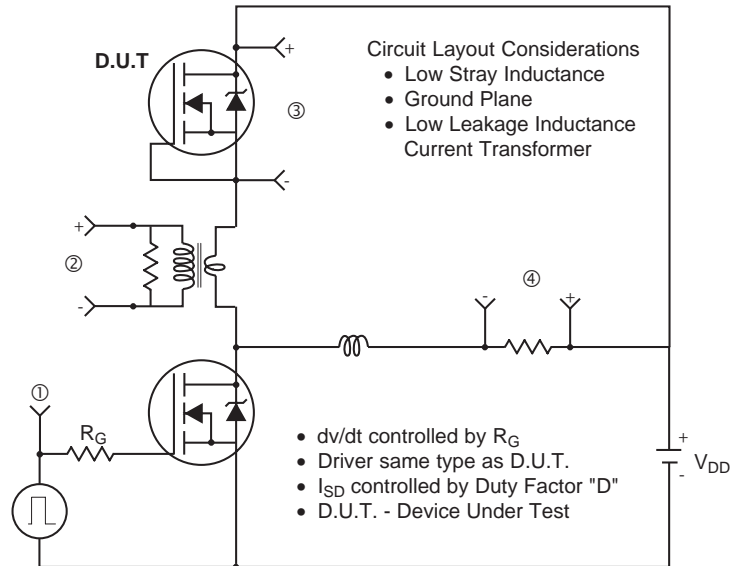 D.U.T
+
-
③
Circuit Layout Considerations
• Low Stray Inductance
• Ground Plane
• Low Leakage Inductance
Current Transformer
+
②
-
④
-
+
①
RG
• dv/dt controlled by RG
• Driver same type as D.U.T.
• ISD controlled by Duty Factor "D"
• D.U.T. - Device Under Test
+
VDD
-